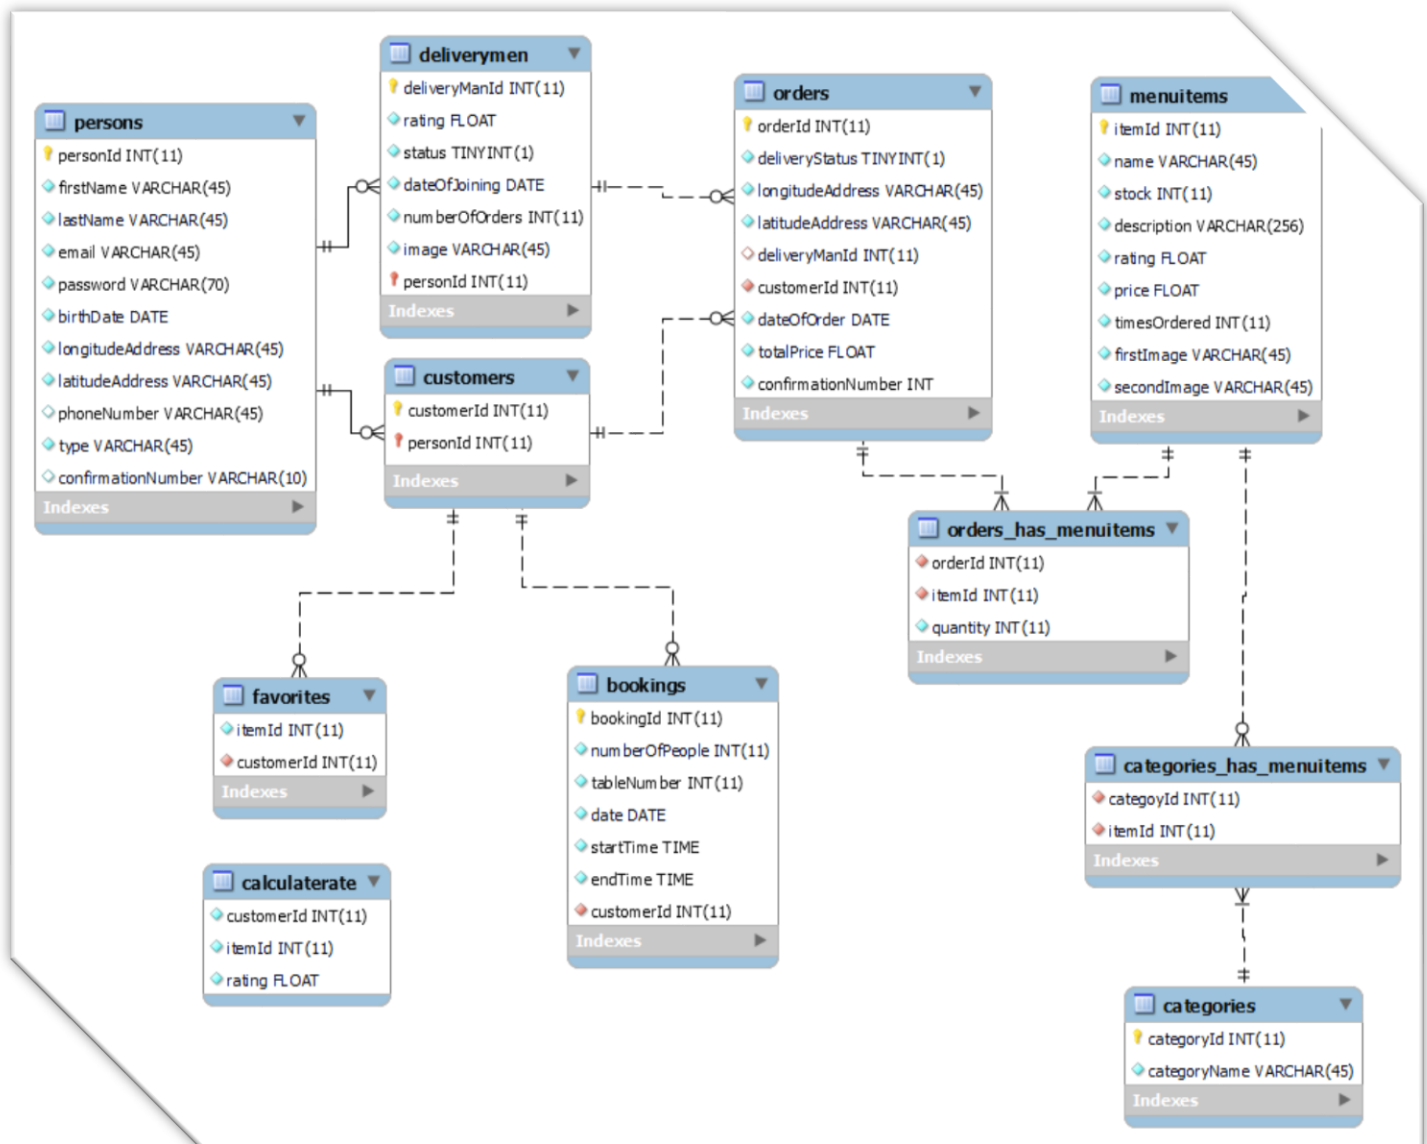 persons
personId INT(11)
firstName VARCHAR(45)
lastName VARCHAR(45)
email VARCHAR(45)
password VARCHAR(70)
birthDate DATE
longitudeAddress VARCHAR(45)
latitudeAddress VARCHAR(45)
phoneNumber VARCHAR(45)
type VARCHAR(45)
confirmationNumber VARCHAR(10)
Indexes
deliverymen
deliveryManId INT(11)
rating FLOAT
status TINYINT(1)
dateOfJoining DATE
numberOfOrders INT(11)
image VARCHAR(45)
personId INT(11)
Indexes
customers
customerId INT(11)
personId INT(11)
Indexes
orders
orderId INT(11)
deliveryStatus TINYINT(1)
longitudeAddress VARCHAR(45)
latitudeAddress VARCHAR(45)
deliveryManId INT(11)
customerId INT(11)
dateOfOrder DATE
totalPrice FLOAT
confirmationNumber INT
Indexes
menuitems
itemId INT(11)
name VARCHAR(45)
stock INT(11)
description VARCHAR(256)
rating FLOAT
price FLOAT
timesOrdered INT(11)
firstImage VARCHAR(45)
secondImage VARCHAR(45)
Indexes
orders_has_menuitems
orderId INT(11)
itemId INT(11)
quantity INT(11)
Indexes
favorites
itemId INT(11)
customerId INT(11)
Indexes
bookings
bookingId INT(11)
numberOfPeople INT(11)
tableNumber INT(11)
date DATE
startTime TIME
endTime TIME
customerId INT(11)
Indexes
categories_has_menuitems
categoyId INT(11)
itemId INT(11)
Indexes
calculaterate
customerId INT(11)
itemId INT(11)
rating FLOAT
categories
categoryId INT(11)
categoryName VARCHAR(45)
Indexes